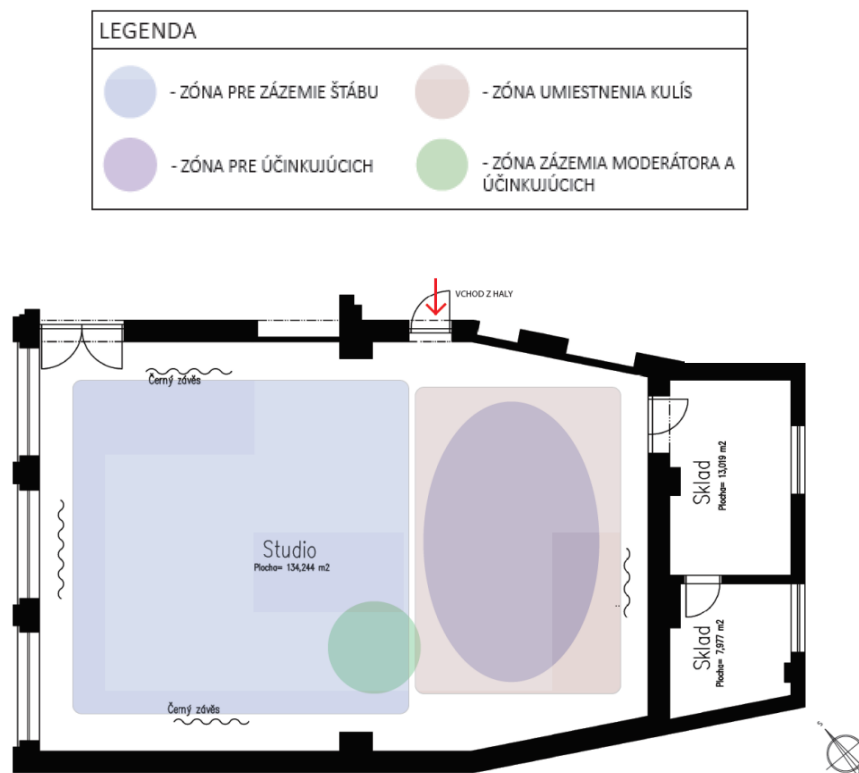 LEGENDA
- ZÓNA PRE ZÁZEMIE ŠTÁBU
- ZÓNA UMIESTNENIA KULÍS
- ZÓNA PRE ÚČINKUJÚCICH
- ZÓNA ZÁZEMIA MODERÁTORA A
ÚČINKUJÚCICH
VCHOD Z HALY
Černý závěs
Sklad
Plocha= 13,019 m2
Studio
Plocha= 134,244 m2
Sklad
Plocha= 7,977 m2
Černý závěs
S